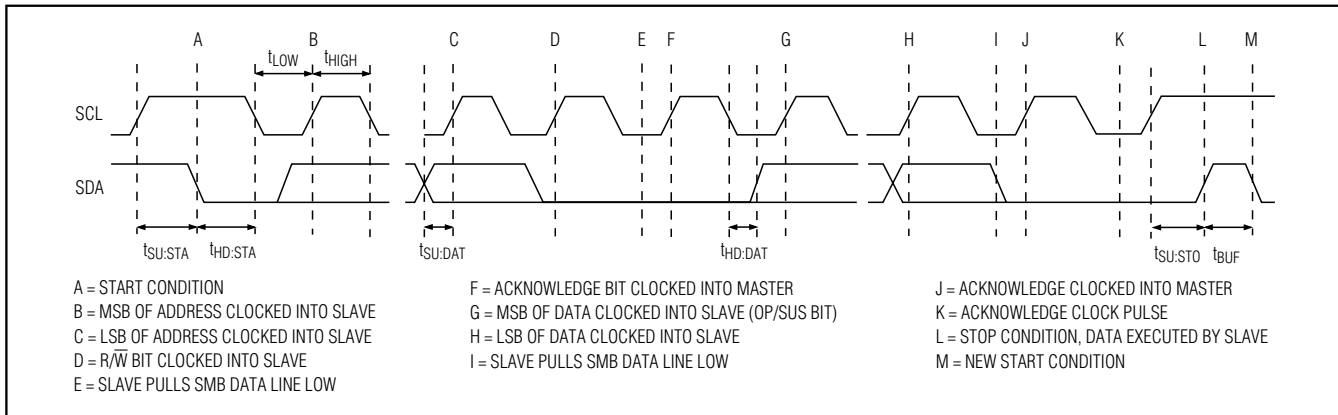 A B C D E F G H I J K L M
tLOW tHIGH
SCL
SDA
tSU:STA tHD:STA tSU:DAT tHD:DAT tSU:STO tBUF
A = START CONDITION
B = MSB OF ADDRESS CLOCKED INTO SLAVE
C = LSB OF ADDRESS CLOCKED INTO SLAVE
D = R/W̅ BIT CLOCKED INTO SLAVE
E = SLAVE PULLS SMB DATA LINE LOW
F = ACKNOWLEDGE BIT CLOCKED INTO MASTER
G = MSB OF DATA CLOCKED INTO SLAVE (OP/SUS BIT)
H = LSB OF DATA CLOCKED INTO SLAVE
I = SLAVE PULLS SMB DATA LINE LOW
J = ACKNOWLEDGE CLOCKED INTO MASTER
K = ACKNOWLEDGE CLOCK PULSE
L = STOP CONDITION, DATA EXECUTED BY SLAVE
M = NEW START CONDITION